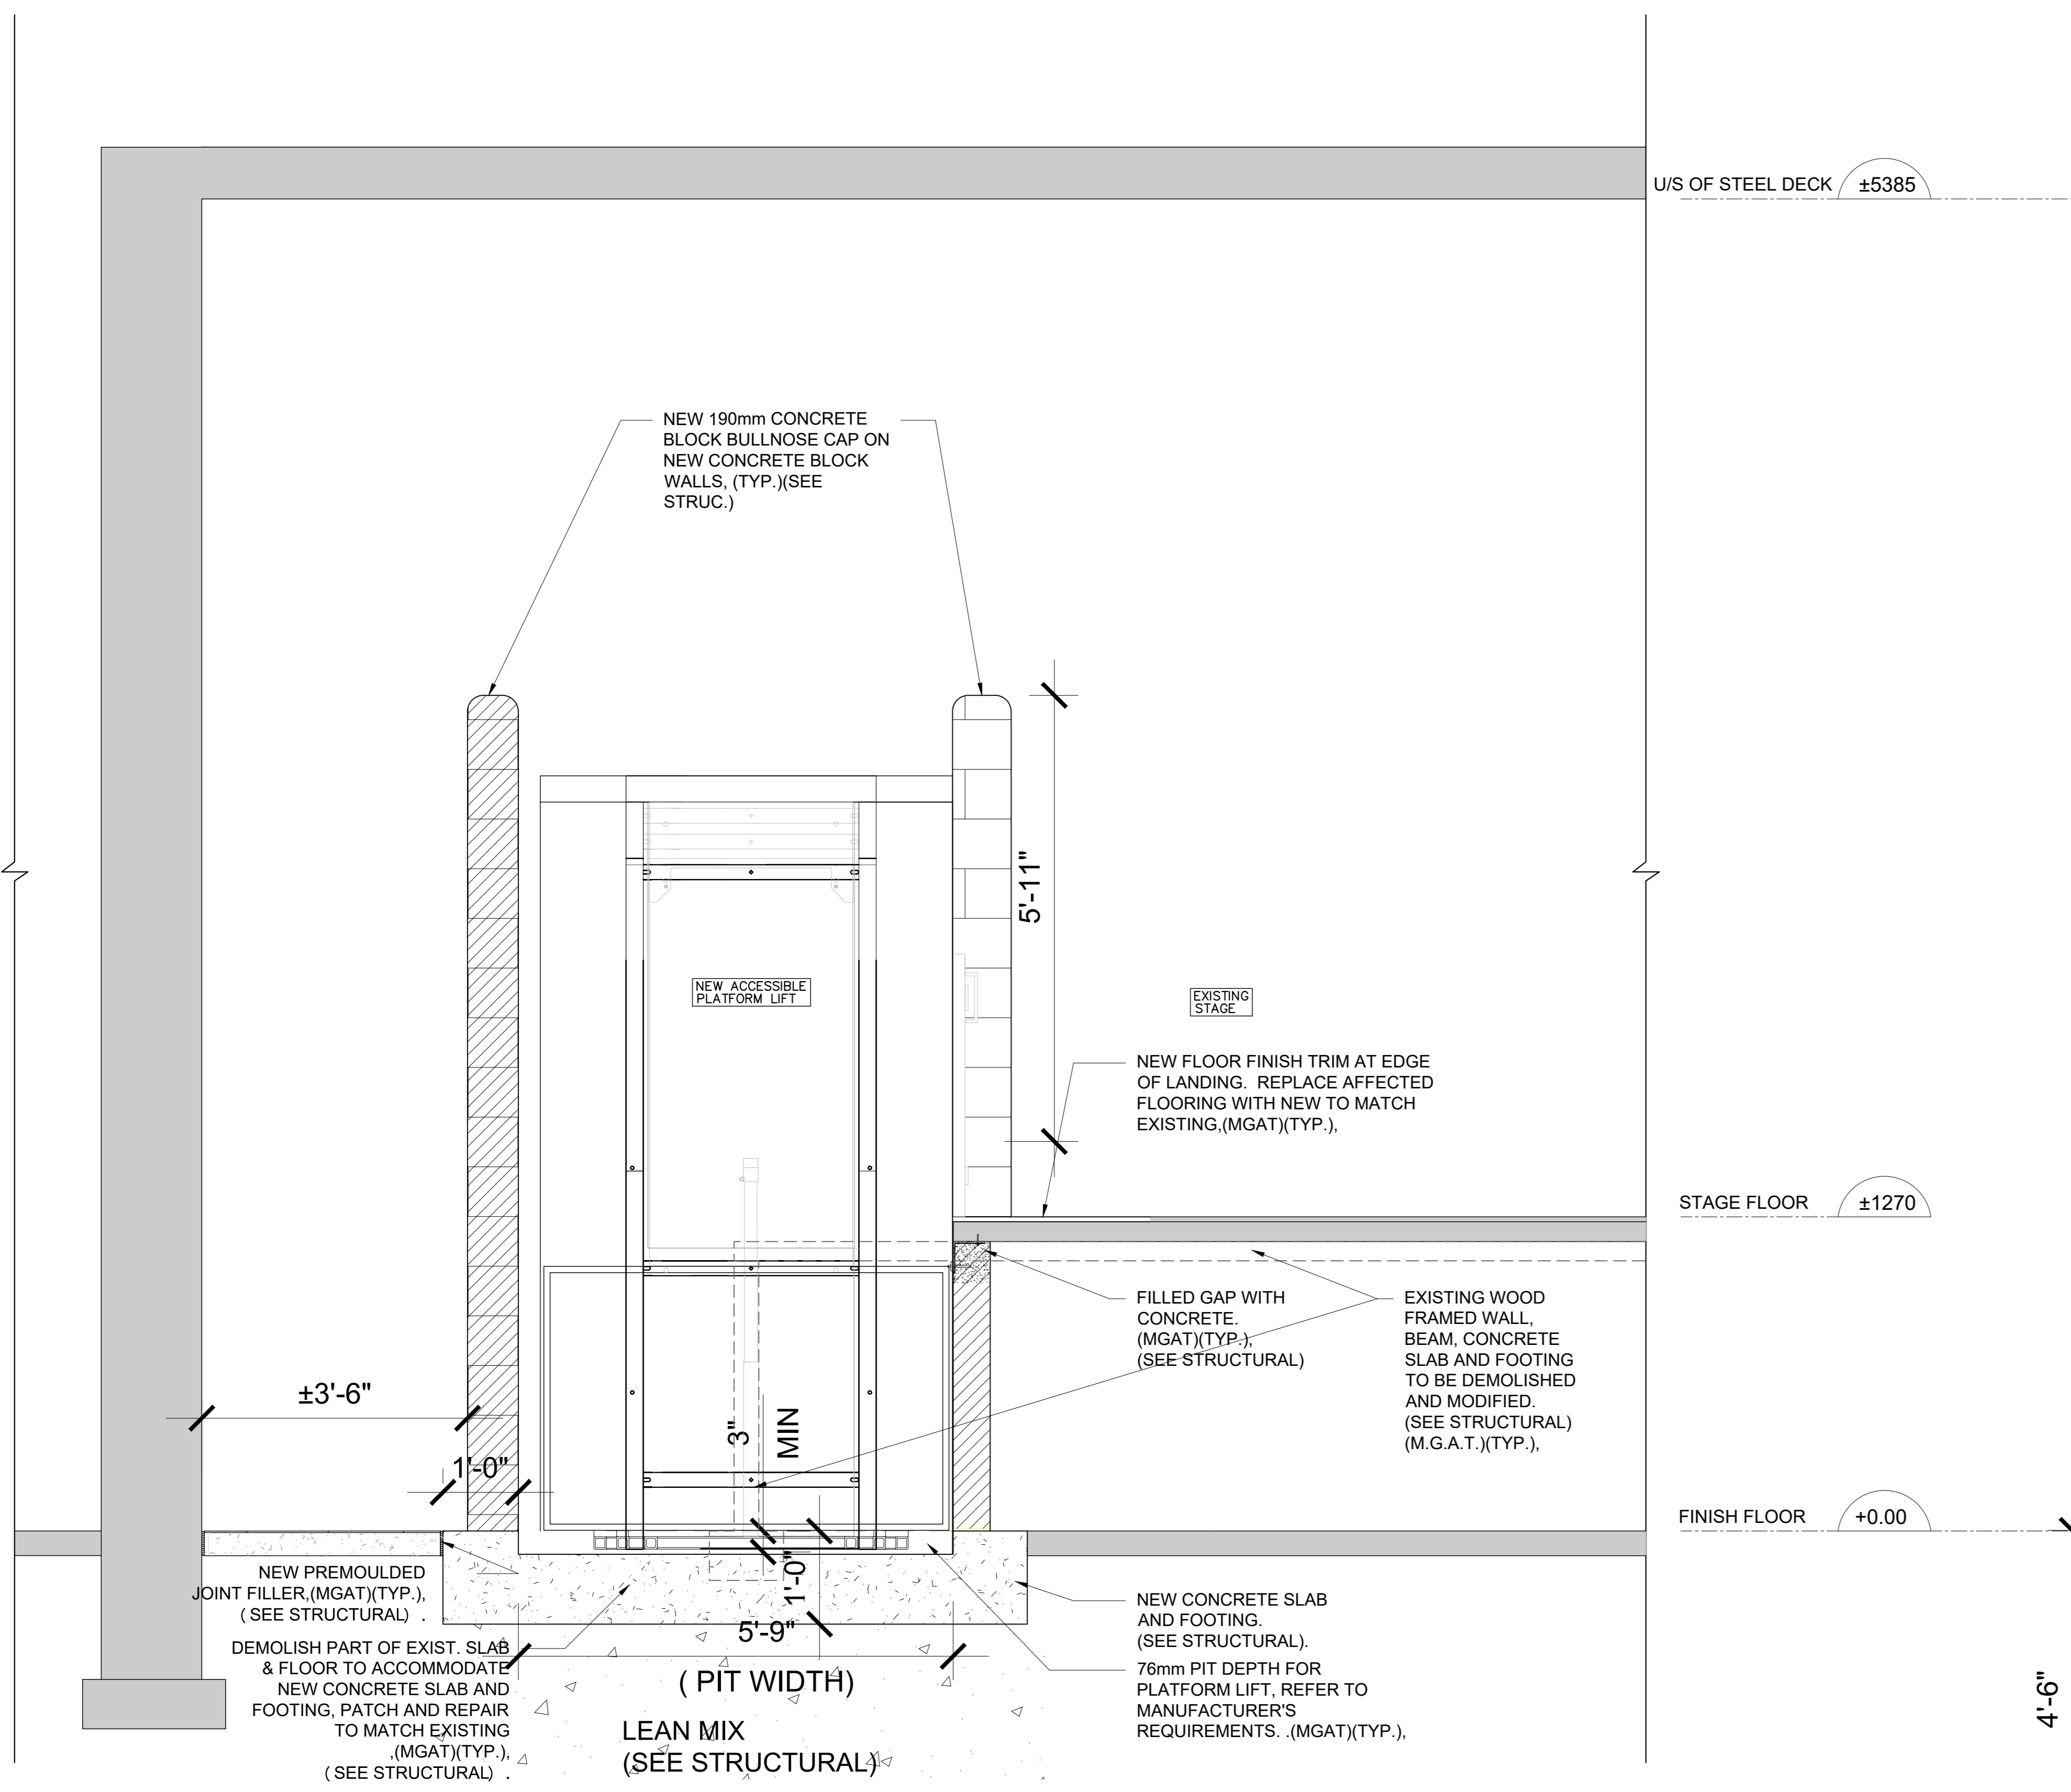 U/S OF STEEL DECK
±5385
NEW 190mm CONCRETE
BLOCK BULLNOSE CAP ON
NEW CONCRETE BLOCK
WALLS, (TYP.)(SEE
STRUC.)
5'-11"
NEW ACCESSIBLE
PLATFORM LIFT
EXISTING
STAGE
NEW FLOOR FINISH TRIM AT EDGE
OF LANDING. REPLACE AFFECTED
FLOORING WITH NEW TO MATCH
EXISTING,(MGAT)(TYP.),
STAGE FLOOR
±1270
FILLED GAP WITH
CONCRETE.
(MGAT)(TYP.),
(SEE STRUCTURAL)
EXISTING WOOD
FRAMED WALL,
BEAM, CONCRETE
SLAB AND FOOTING
TO BE DEMOLISHED
AND MODIFIED.
(SEE STRUCTURAL)
(M.G.A.T.)(TYP.),
±3'-6"
1'-0"
3"
MIN
FINISH FLOOR
+0.00
NEW PREMOULDED
JOINT FILLER,(MGAT)(TYP.),
( SEE STRUCTURAL) .
DEMOLISH PART OF EXIST. SLAB
& FLOOR TO ACCOMMODATE
NEW CONCRETE SLAB AND
FOOTING, PATCH AND REPAIR
TO MATCH EXISTING
,(MGAT)(TYP.),
( SEE STRUCTURAL) .
1'-0"
5'-9"
( PIT WIDTH)
LEAN MIX
(SEE STRUCTURAL)
NEW CONCRETE SLAB
AND FOOTING.
(SEE STRUCTURAL).
76mm PIT DEPTH FOR
PLATFORM LIFT, REFER TO
MANUFACTURER'S
REQUIREMENTS. .(MGAT)(TYP.),
4'-6"